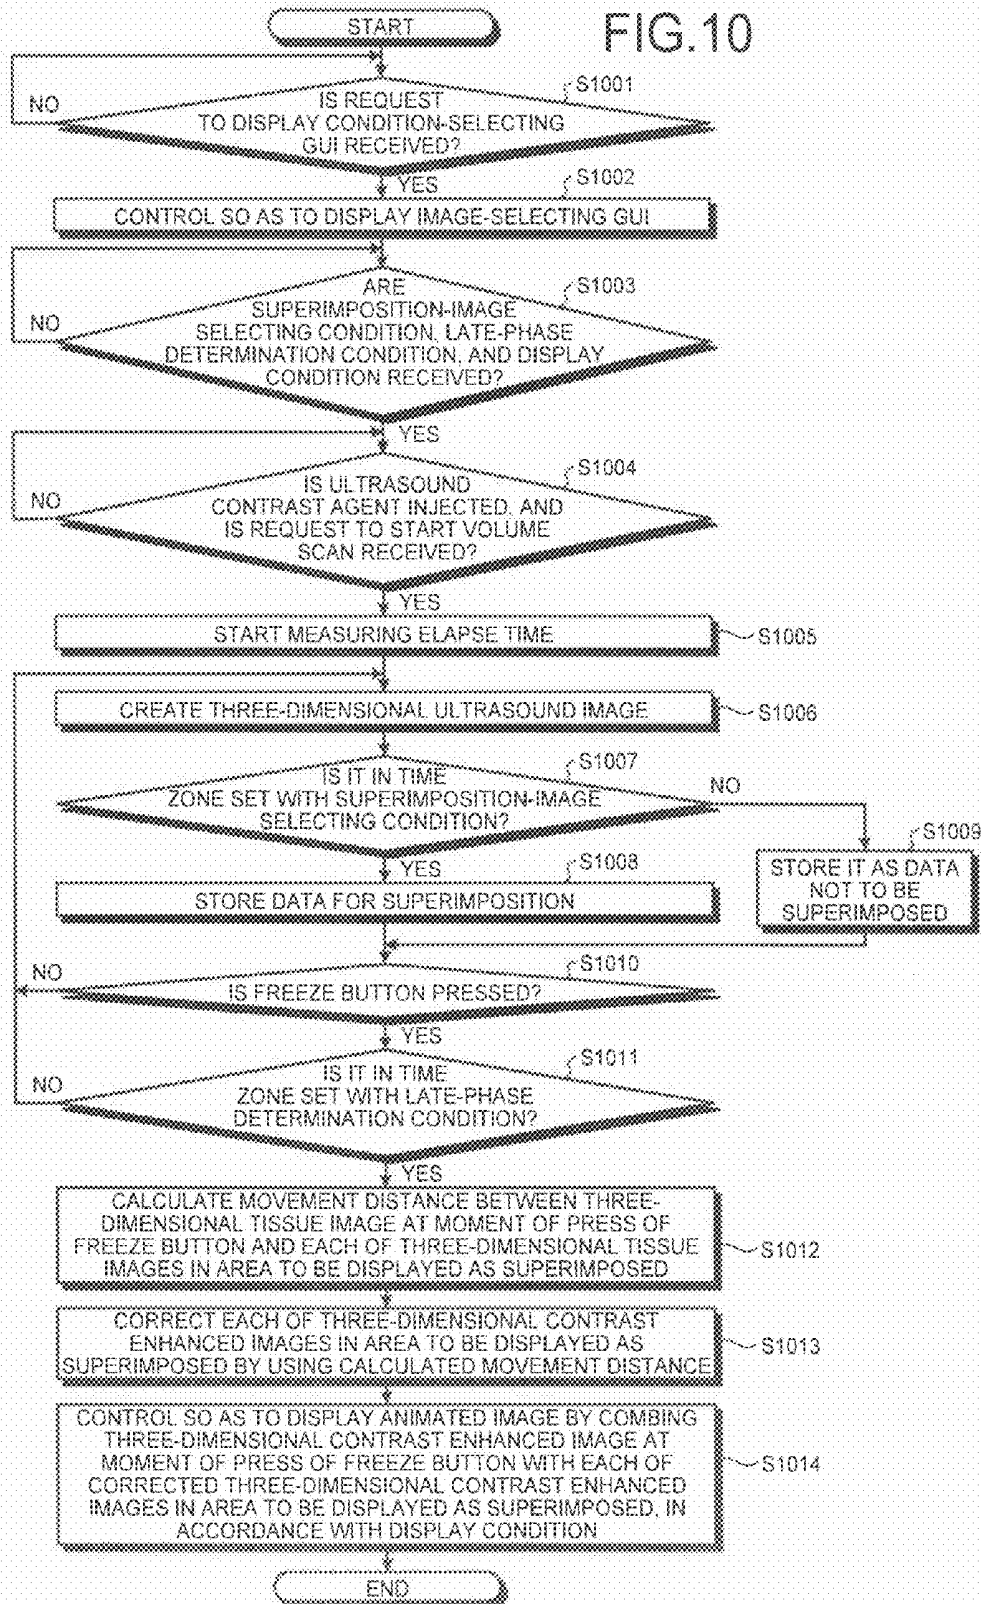 START
FIG.10
S1001
NO
IS REQUEST
TO DISPLAY CONDITION-SELECTING
GUI RECEIVED?
YES
S1002
CONTROL SO AS TO DISPLAY IMAGE-SELECTING GUI
S1003
NO
ARE
SUPERIMPOSITION-IMAGE
SELECTING CONDITION, LATE-PHASE
DETERMINATION CONDITION, AND DISPLAY
CONDITION RECEIVED?
YES
S1004
NO
IS ULTRASOUND
CONTRAST AGENT INJECTED, AND
IS REQUEST TO START VOLUME
SCAN RECEIVED?
YES
START MEASURING ELAPSE TIME
S1005
CREATE THREE-DIMENSIONAL ULTRASOUND IMAGE
S1006
S1007
IS IT IN TIME
ZONE SET WITH SUPERIMPOSITION-IMAGE
SELECTING CONDITION?
NO
YES
S1008
STORE DATA FOR SUPERIMPOSITION
S1009
STORE IT AS DATA
NOT TO BE
SUPERIMPOSED
S1010
NO
IS FREEZE BUTTON PRESSED?
YES
S1011
NO
IS IT IN TIME
ZONE SET WITH LATE-PHASE
DETERMINATION CONDITION?
YES
CALCULATE MOVEMENT DISTANCE BETWEEN THREE-
DIMENSIONAL TISSUE IMAGE AT MOMENT OF PRESS OF
FREEZE BUTTON AND EACH OF THREE-DIMENSIONAL TISSUE
IMAGES IN AREA TO BE DISPLAYED AS SUPERIMPOSED
S1012
CORRECT EACH OF THREE-DIMENSIONAL CONTRAST
ENHANCED IMAGES IN AREA TO BE DISPLAYED AS
SUPERIMPOSED BY USING CALCULATED MOVEMENT DISTANCE
S1013
CONTROL SO AS TO DISPLAY ANIMATED IMAGE BY COMBING
THREE-DIMENSIONAL CONTRAST ENHANCED IMAGE AT
MOMENT OF PRESS OF FREEZE BUTTON WITH EACH OF
CORRECTED THREE-DIMENSIONAL CONTRAST ENHANCED
IMAGES IN AREA TO BE DISPLAYED AS SUPERIMPOSED, IN
ACCORDANCE WITH DISPLAY CONDITION
S1014
END